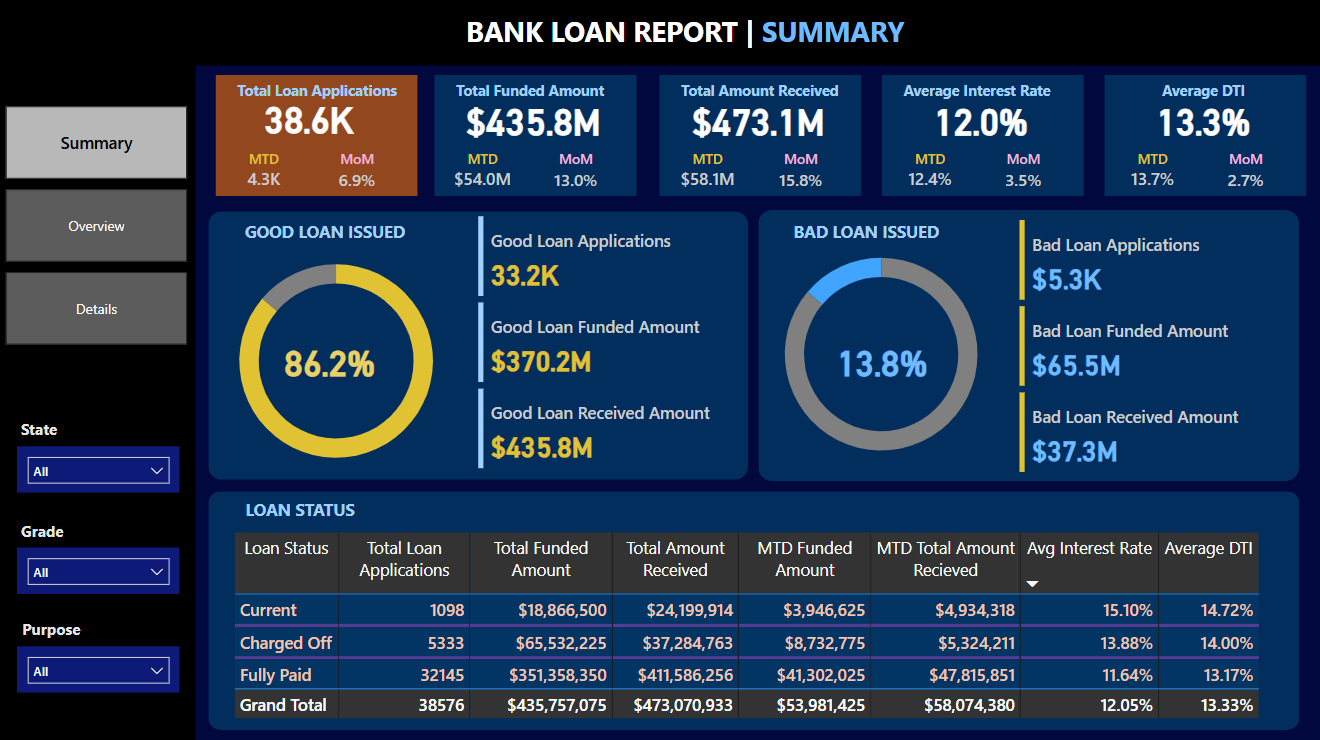 BANK LOAN REPORT | SUMMARY
Summary
Overview
Details
State
All
Grade
All
Purpose
All
Total Loan Applications
38.6K
MTD MoM
4.3K 6.9%
Total Funded Amount
$435.8M
MTD MoM
$54.0M 13.0%
Total Amount Received
$473.1M
MTD MoM
$58.1M 15.8%
Average Interest Rate
12.0%
MTD MoM
12.4% 3.5%
Average DTI
13.3%
MTD MoM
13.7% 2.7%
GOOD LOAN ISSUED
86.2%
Good Loan Applications
33.2K
Good Loan Funded Amount
$370.2M
Good Loan Received Amount
$435.8M
BAD LOAN ISSUED
13.8%
Bad Loan Applications
$5.3K
Bad Loan Funded Amount
$65.5M
Bad Loan Received Amount
$37.3M
LOAN STATUS
Loan Status Total Loan Applications Total Funded Amount Total Amount Received MTD Funded Amount MTD Total Amount Recieved Avg Interest Rate Average DTI
Current 1098 $18,866,500 $24,199,914 $3,946,625 $4,934,318 15.10% 14.72%
Charged Off 5333 $65,532,225 $37,284,763 $8,732,775 $5,324,211 13.88% 14.00%
Fully Paid 32145 $351,358,350 $411,586,256 $41,302,025 $47,815,851 11.64% 13.17%
Grand Total 38576 $435,757,075 $473,070,933 $53,981,425 $58,074,380 12.05% 13.33%